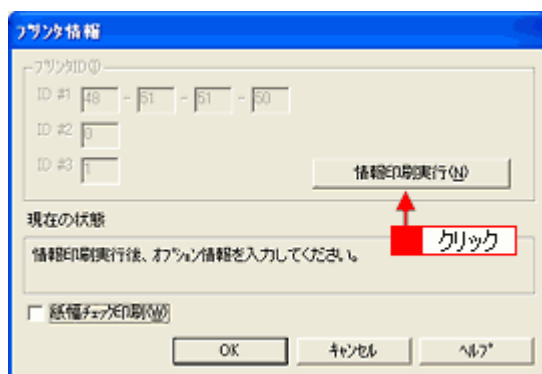 プリンタ情報
プリンタID(I)
ID #1 48 - 51 - 51 - 50
ID #2 0
ID #3 1
情報印刷実行(N)
現在の状態
クリック
情報印刷実行後、オプション情報を入力してください。
紙幅チェック印刷(W)
OK キャンセル ヘルプ